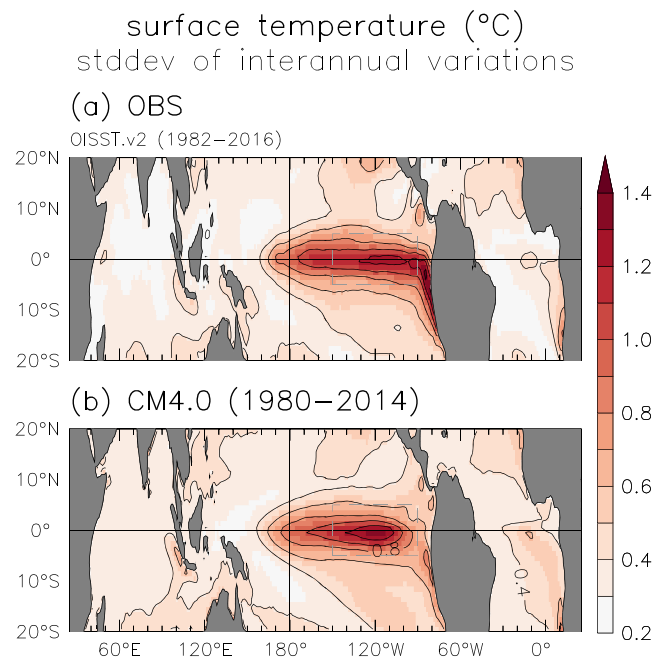 surface temperature (°C)
stddev of interannual variations
(a) OBS
OISST.v2 (1982−2016)
20°N
10°N
0°
10°S
20°S
(b) CM4.0 (1980−2014)
20°N
10°N
0°
10°S
20°S
0.8
0.4
60°E 120°E 180° 120°W 60°W 0°
1.4
1.2
1.0
0.8
0.6
0.4
0.2